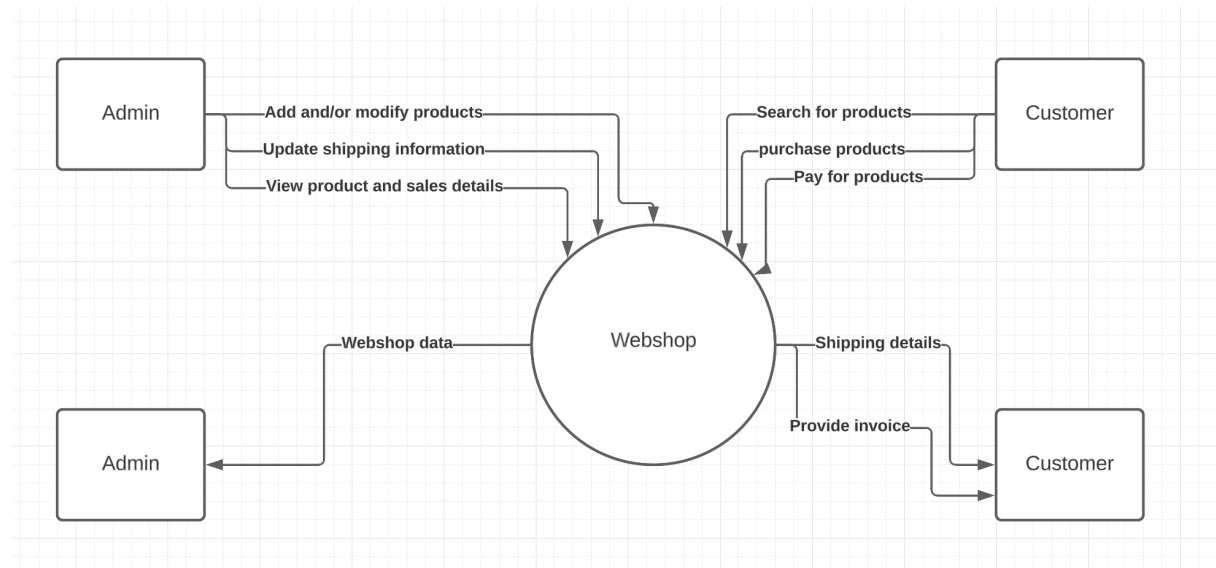 Admin
Add and/or modify products
Search for products
Customer
Update shipping information
purchase products
View product and sales details
Pay for products
Webshop
Webshop data
Shipping details
Provide invoice
Admin
Customer